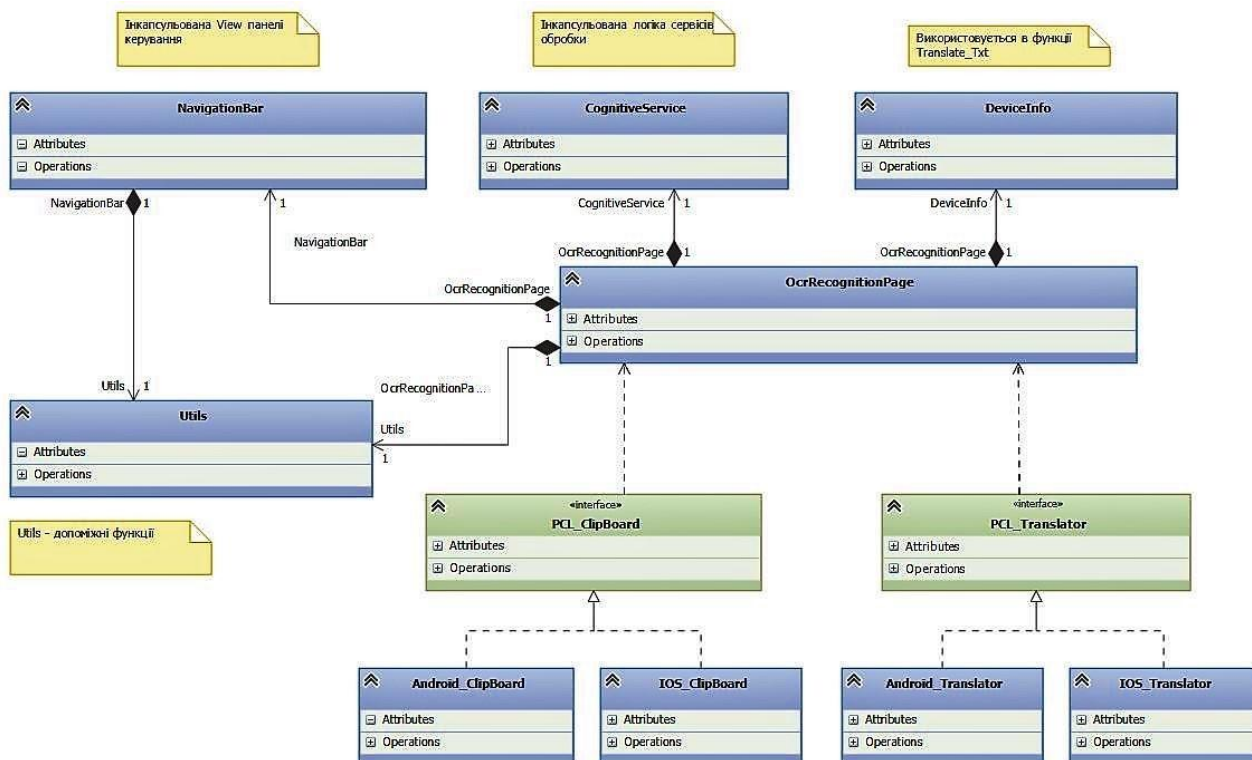 Інкапсульована View панелі
керування
Інкапсульована логіка сервісів
обробки
Використовується в функції
Translate_Txt
NavigationBar
Attributes
Operations
CognitiveService
Attributes
Operations
DeviceInfo
Attributes
Operations
NavigationBar 1
1
CognitiveService 1
DeviceInfo 1
NavigationBar
OcrRecognitionPage 1
OcrRecognitionPage 1
OcrRecognitionPage
1
OcrRecognitionPage
Attributes
Operations
1
OcrRecognitionPa...
Utils 1
Utils
1
Utils
Attributes
Operations
Utils - допоміжні функції
«interface»
PCL_ClipBoard
Attributes
Operations
«interface»
PCL_Translator
Attributes
Operations
Android_ClipBoard
Attributes
Operations
IOS_ClipBoard
Attributes
Operations
Android_Translator
Attributes
Operations
IOS_Translator
Attributes
Operations